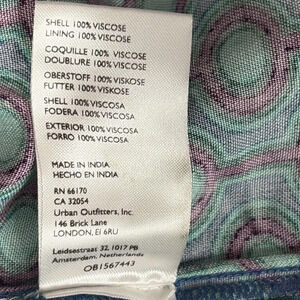 SHELL 100% VISCOSE
LINING 100% VISCOSE
COQUILLE 100% VISCOSE
DOUBLURE 100% VISCOSE
OBERSTOFF 100% VISKOSE
FUTTER 100% VISKOSE
SHELL 100% VISCOSA
FODERA 100% VISCOSA
EXTERIOR 100% VISCOSA
FORRO 100% VISCOSA
MADE IN INDIA
HECHO EN INDIA
RN 66170
CA 32054
Urban Outfitters, Inc.
146 Brick Lane
LONDON, E1 6RU
Leidsestraat 32, 1017 PB
Amsterdam, Netherlands
OB1567443